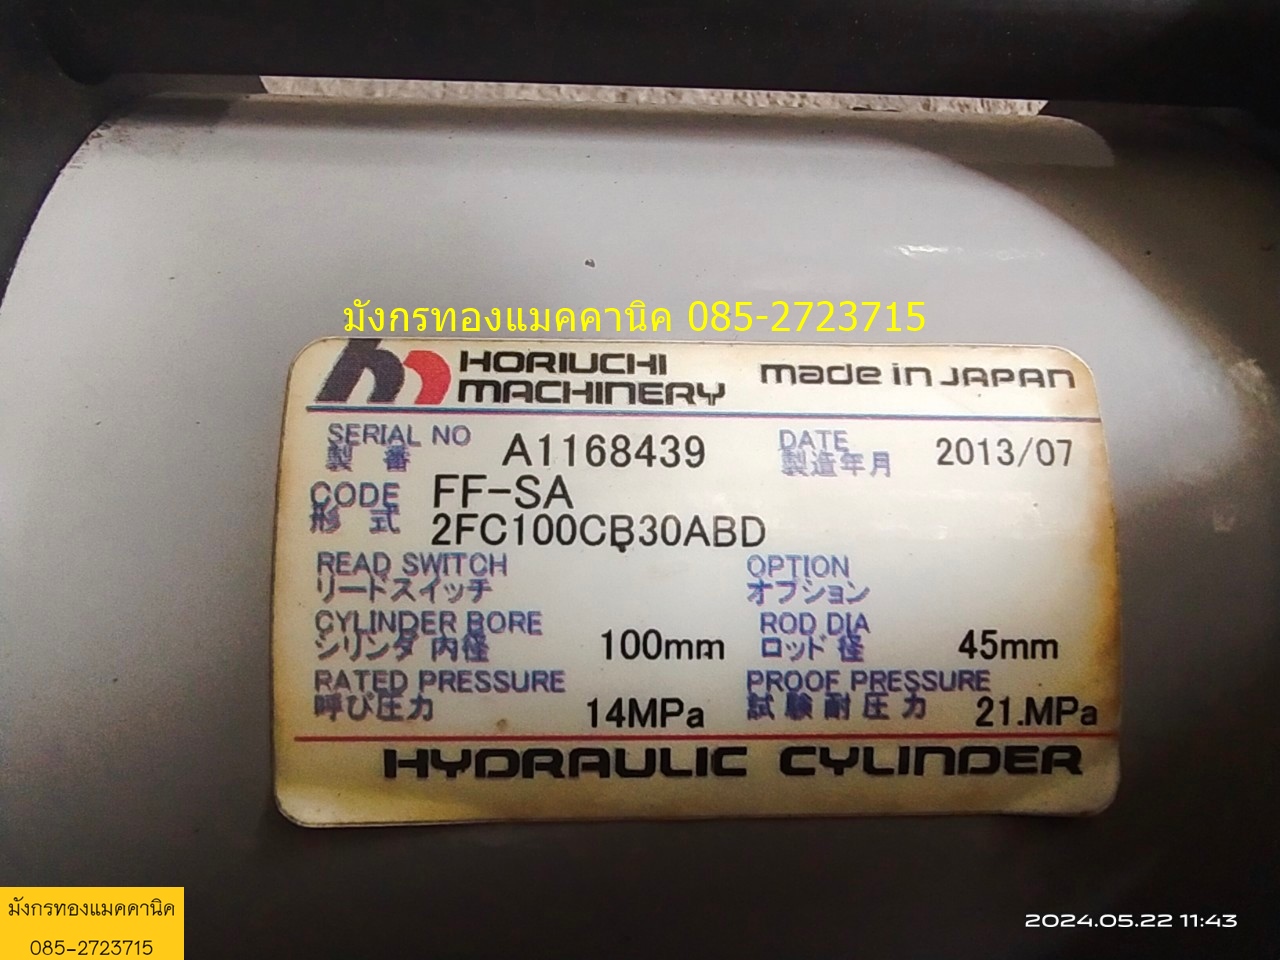 มังกรทองแมคคานิค 085-2723715
HORIUCHI MACHINERY made in JAPAN
SERIAL NO 製番 A1168439 DATE 製造年月 2013/07
CODE 形式 FF-SA
2FC100CB30ABD
READ SWITCH OPTION
リードスイッチ オプション
CYLINDER BORE ROD DIA
シリンダ内径 100mm ロッド径 45mm
RATED PRESSURE PROOF PRESSURE
呼び圧力 14MPa 試験耐圧力 21.MPa
HYDRAULIC CYLINDER
มังกรทองแมคคานิค
085-2723715
2024.05.22 11:43